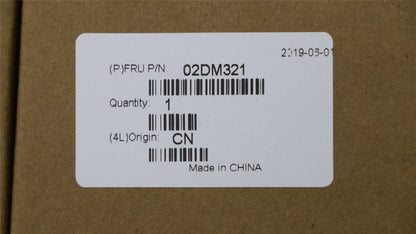 2019-06-01
(P)FRU P/N: 02DM321
Quantity: 1
(4L)Origin: CN
Made in CHINA